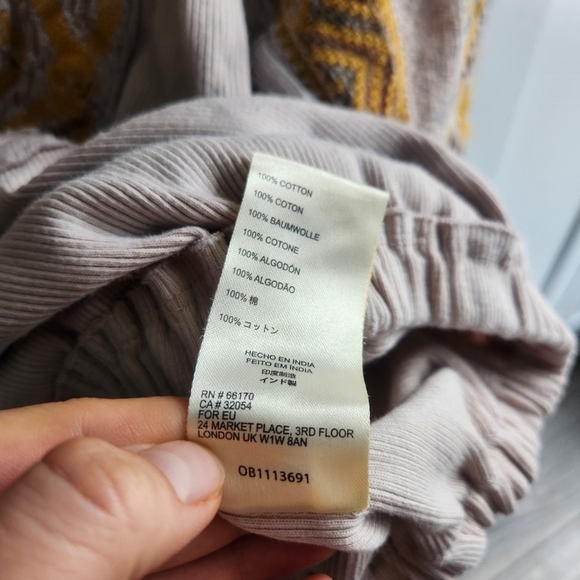 100% COTTON
100% COTON
100% BAUMWOLLE
100% COTONE
100% ALGODÓN
100% ALGODÃO
100% 棉
100% コットン
HECHO EN INDIA
FEITO EM ÍNDIA
印度制造
インド製
RN # 66170
CA # 32054
FOR EU
24 MARKET PLACE, 3RD FLOOR
LONDON UK W1W 8AN
OB1113691